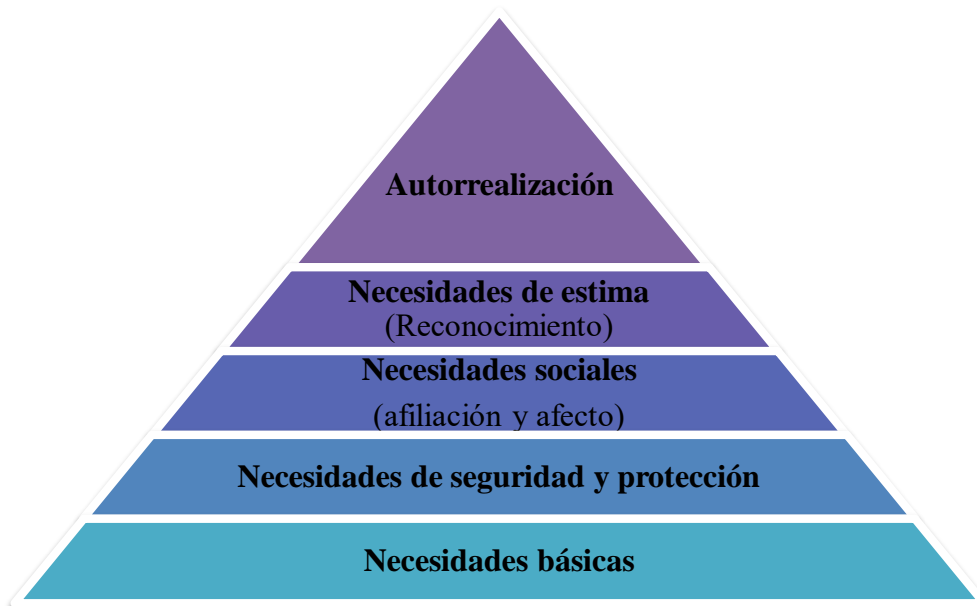 Autorrealización
Necesidades de estima
(Reconocimiento)
Necesidades sociales
(afiliación y afecto)
Necesidades de seguridad y protección
Necesidades básicas